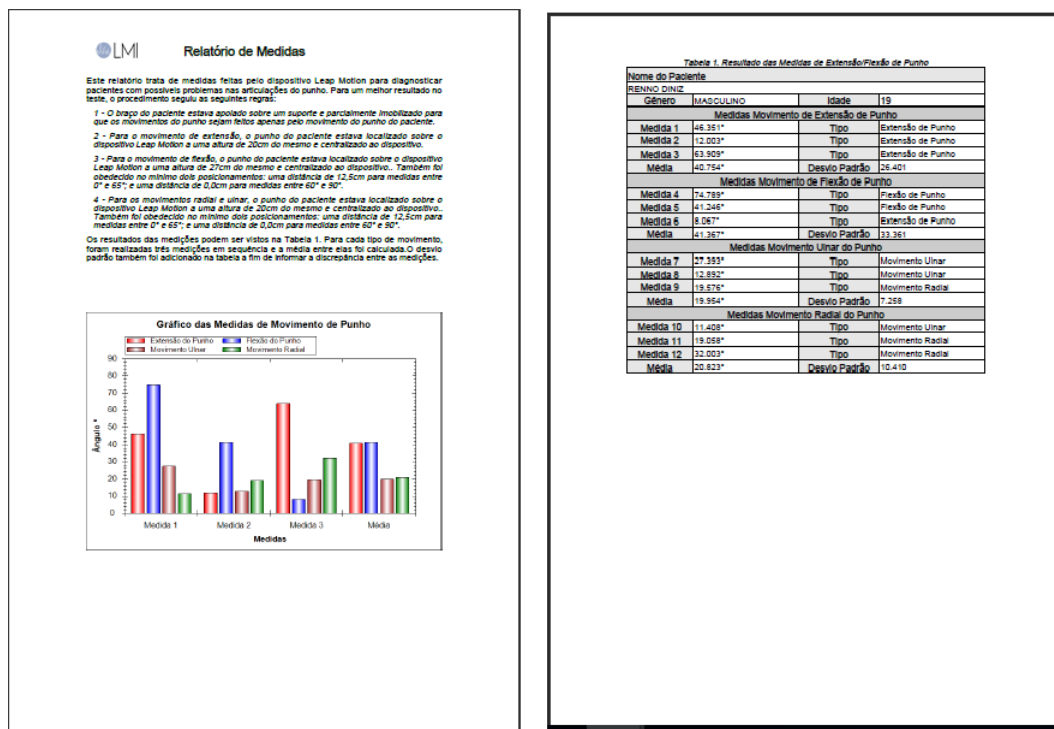 LMI
Relatório de Medidas
Este relatório trata de medidas feitas pelo dispositivo Leap Motion para diagnosticar
pacientes com possíveis problemas nas articulações do punho. Para um melhor resultado no
teste, o procedimento seguiu as seguintes regras:
1 - O braço do paciente estava apoiado sobre um suporte e parcialmente imobilizado para
que os movimentos do punho sejam feitos apenas pelo movimento do punho do paciente.
2 - Para o movimento de extensão, o punho do paciente estava localizado sobre o
dispositivo Leap Motion a uma altura de 20cm do mesmo e centralizado ao dispositivo.
3 - Para o movimento de flexão, o punho do paciente estava localizado sobre o dispositivo
Leap Motion a uma altura de 27cm do mesmo e centralizado ao dispositivo.. Também foi
obedecido no mínimo dois posicionamentos: uma distância de 12,5cm para medidas entre
0° e 65°; e uma distância de 0,0cm para medidas entre 60° e 90°.
4 - Para os movimentos radial e ulnar, o punho do paciente estava localizado sobre o
dispositivo Leap Motion a uma altura de 20cm do mesmo e centralizado ao dispositivo..
Também foi obedecido no mínimo dois posicionamentos: uma distância de 12,5cm para
medidas entre 0° e 65°; e uma distância de 0,0cm para medidas entre 60° e 90°.
Os resultados das medições podem ser vistos na Tabela 1. Para cada tipo de movimento,
foram realizadas três medições em sequência e a média entre elas foi calculada.O desvio
padrão também foi adicionado na tabela a fim de informar a discrepância entre as medições.
Gráfico das Medidas de Movimento de Punho
Extensão do Punho Flexão do Punho
Movimento Ulnar Movimento Radial
90
80
70
60
50
40
30
20
10
0
Ângulo °
Medida 1 Medida 2 Medida 3 Média
Medidas
Tabela 1. Resultado das Medidas de Extensão/Flexão de Punho
Nome do Paciente
RENNO DINIZ
Gênero MASCULINO Idade 19
Medidas Movimento de Extensão de Punho
Medida 1 46.351° Tipo Extensão de Punho
Medida 2 12.003° Tipo Extensão de Punho
Medida 3 63.909° Tipo Extensão de Punho
Média 40.754° Desvio Padrão 26.401
Medidas Movimento de Flexão de Punho
Medida 4 74.789° Tipo Flexão de Punho
Medida 5 41.246° Tipo Flexão de Punho
Medida 6 8.067° Tipo Extensão de Punho
Média 41.367° Desvio Padrão 33.361
Medidas Movimento Ulnar do Punho
Medida 7 27.393° Tipo Movimento Ulnar
Medida 8 12.892° Tipo Movimento Ulnar
Medida 9 19.576° Tipo Movimento Radial
Média 19.954° Desvio Padrão 7.258
Medidas Movimento Radial do Punho
Medida 10 11.408° Tipo Movimento Ulnar
Medida 11 19.058° Tipo Movimento Radial
Medida 12 32.003° Tipo Movimento Radial
Média 20.823° Desvio Padrão 10.410